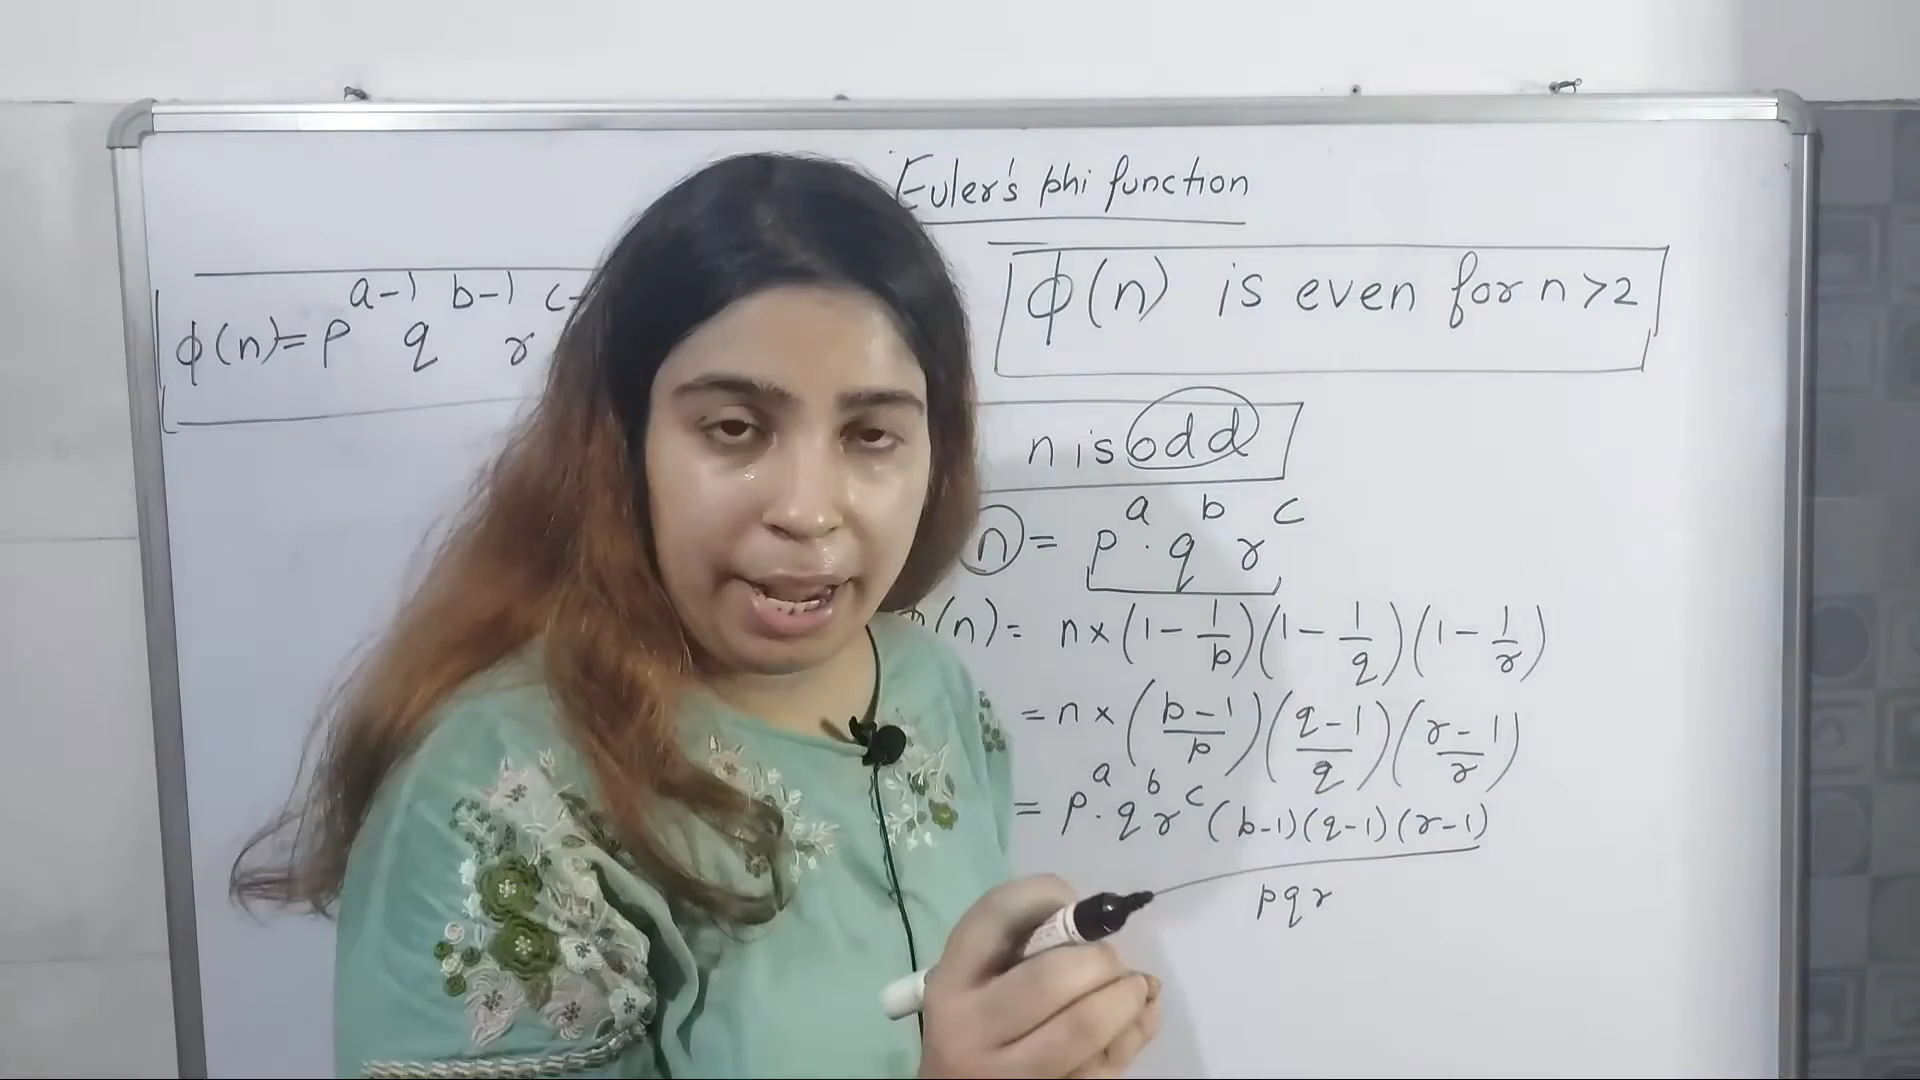 Euler's phi function
ϕ(n) = p^{a-1} q^{b-1} r^{c-
ϕ(n) is even for n>2
n is odd
n = p^a · q^b r^c
(n) = n × (1 - 1/p)(1 - 1/q)(1 - 1/r)
= n × ((p-1)/p)((q-1)/q)((r-1)/r)
= p^a · q^b r^c (p-1)(q-1)(r-1)
pqr